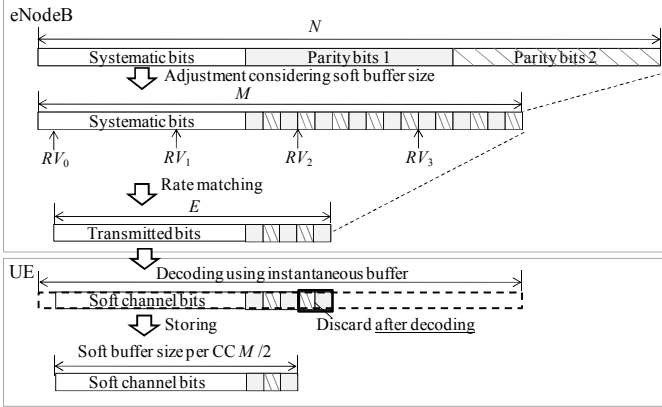 eNodeB
N
Systematic bits Parity bits 1 Parity bits 2
Adjustment considering soft buffer size
M
Systematic bits
RV0 RV1 RV2 RV3
Rate matching
E
Transmitted bits
UE
Decoding using instantaneous buffer
Soft channel bits
Storing Discard after decoding
Soft buffer size per CC M /2
Soft channel bits